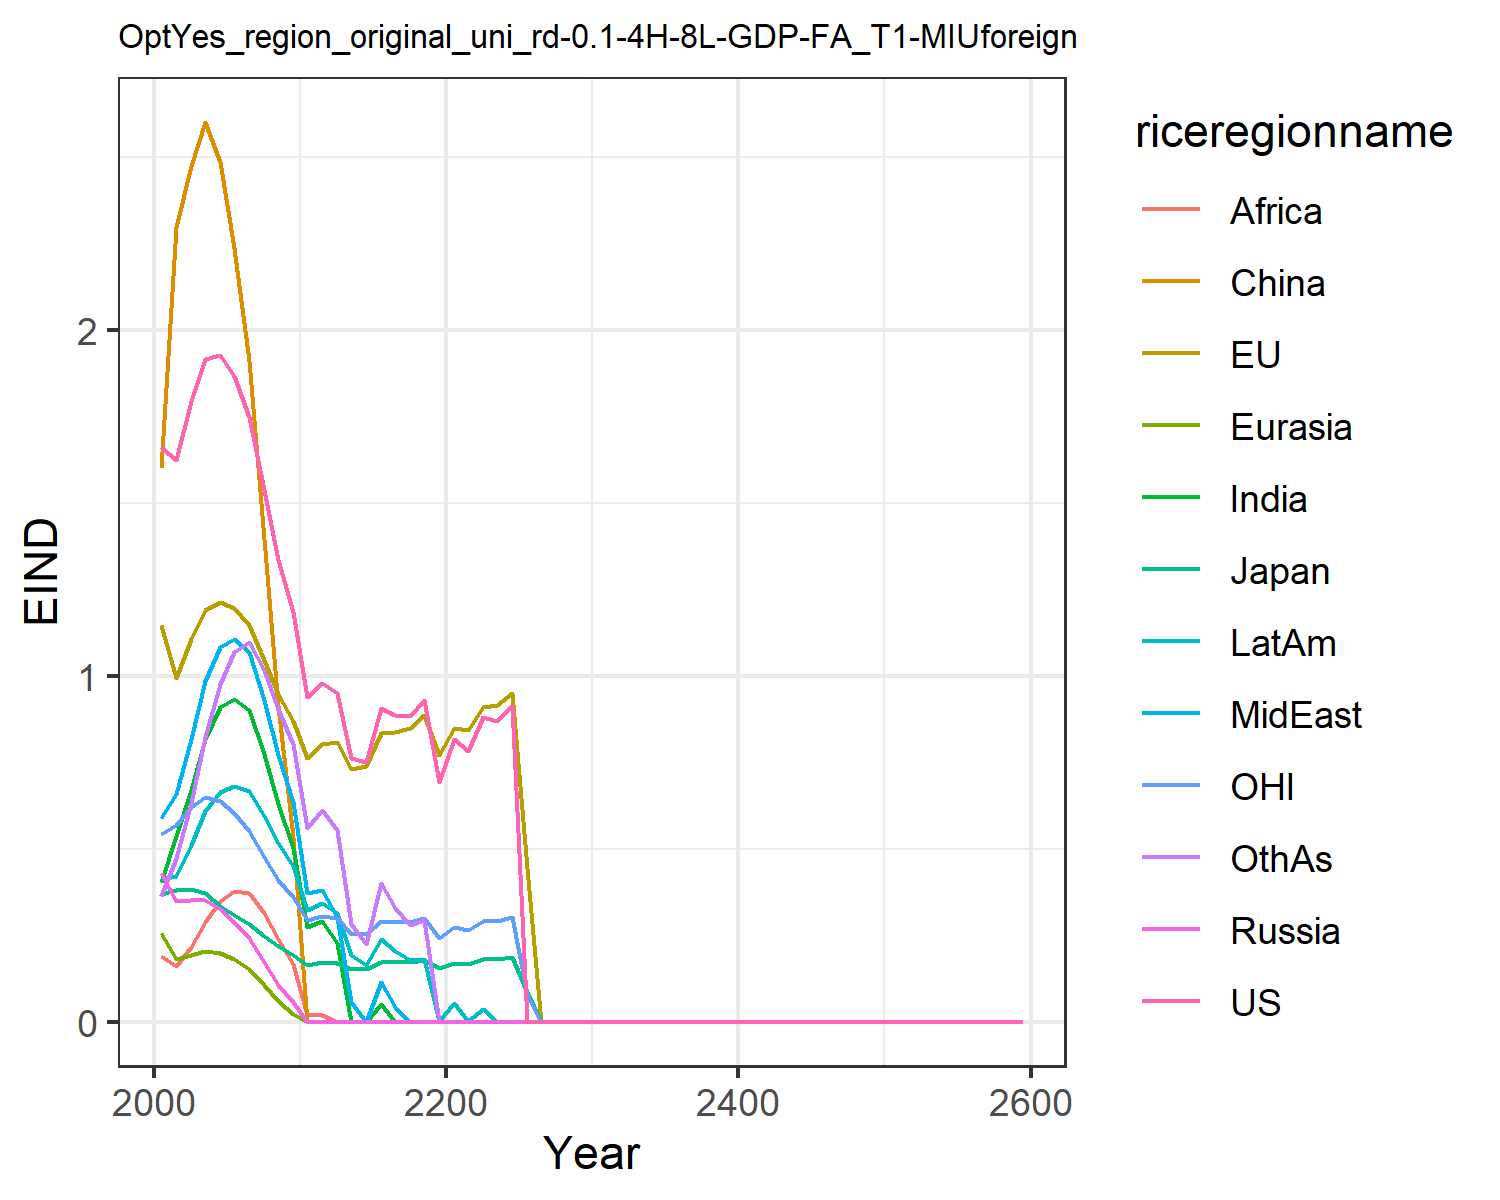 OptYes_region_original_uni_rd-0.1-4H-8L-GDP-FA_T1-MIUforeign
EIND
2
1
0
2000
2200
2400
2600
Year
riceregionname
Africa
China
EU
Eurasia
India
Japan
LatAm
MidEast
OHI
OthAs
Russia
US